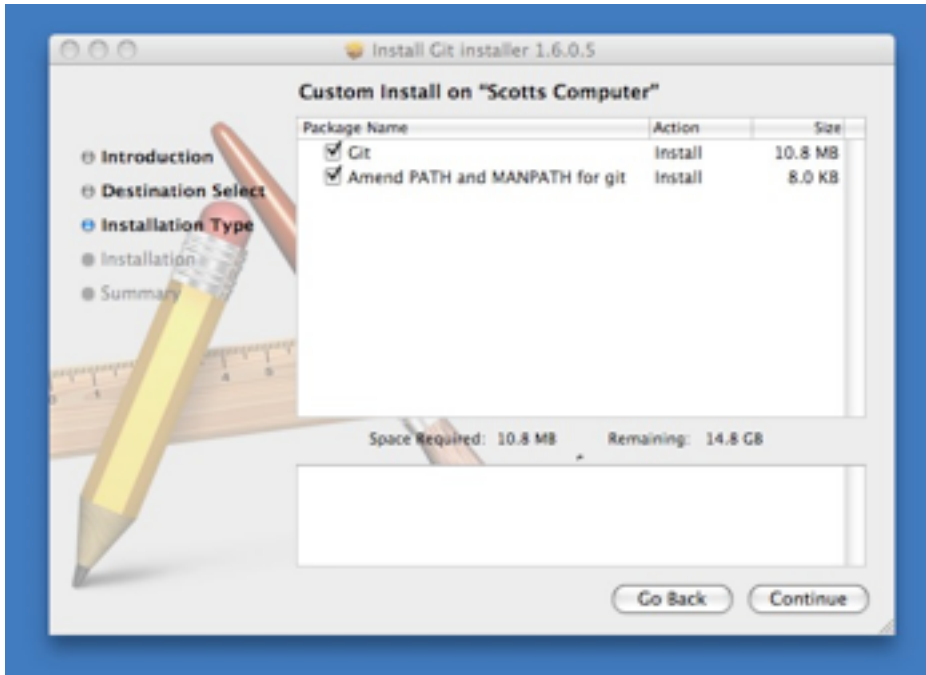 Install Git installer 1.6.0.5
Custom Install on "Scotts Computer"
Introduction
Destination Select
Installation Type
Installation
Summary
Package Name Action Size
Git Install 10.8 MB
Amend PATH and MANPATH for git Install 8.0 KB
Space Required: 10.8 MB Remaining: 14.8 GB
Go Back Continue